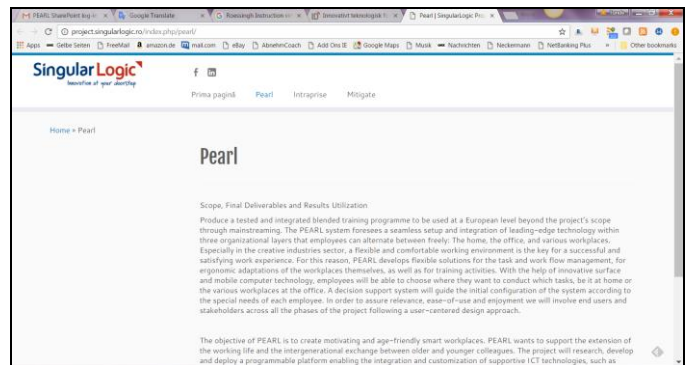 PEARL SharePoint log-in
Google Translate
Roessingh Instruction
Innovativt teknologisk
Pearl | SingularLogic Pro
project.singularlogic.ro/index.php/pearl/
Apps Gelbe Seiten FreeMail amazon.de mail.com eBay AbnehmCoach Add Ons IE Google Maps Musik Nachrichten Neckermann NetBanking Plus » Other bookmarks
SingularLogic
Innovation at your doorstep
Prima pagină Pearl Intraprise Mitigate
Home » Pearl
Pearl
Scope, Final Deliverables and Results Utilization
Produce a tested and integrated blended training programme to be used at a European level beyond the project's scope
through mainstreaming. The PEARL system foresees a seamless setup and integration of leading-edge technology within
three organizational layers that employees can alternate between freely: The home, the office, and various workplaces.
Especially in the creative industries sector, a flexible and comfortable working environment is the key for a successful and
satisfying work experience. For this reason, PEARL develops flexible solutions for the task and work flow management, for
ergonomic adaptations of the workplaces themselves, as well as for training activities. With the help of innovative surface
and mobile computer technology, employees will be able to choose where they want to conduct which tasks, be it at home or
the various workplaces at the office. A decision support system will guide the initial configuration of the system according to
the special needs of each employee. In order to assure relevance, ease-of-use and enjoyment we will involve end users and
stakeholders across all the phases of the project following a user-centered design approach.
The objective of PEARL is to create motivating and age-friendly smart workplaces. PEARL wants to support the extension of
the working life and the intergenerational exchange between older and younger colleagues. The project will research, develop
and deploy a programmable platform enabling the integration and customization of supportive ICT technologies, such as